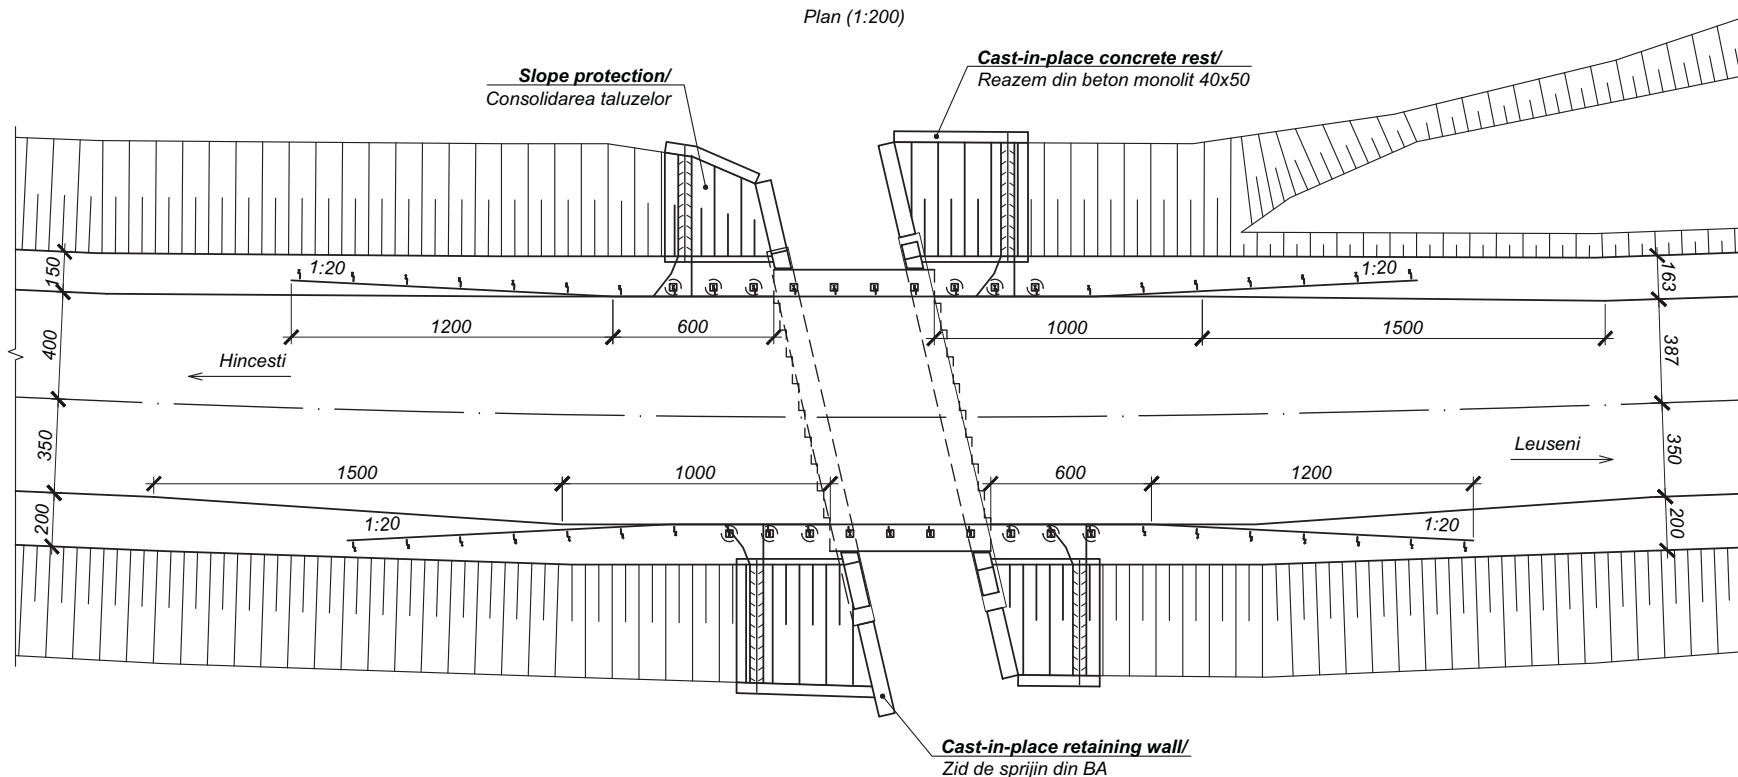 Plan (1:200)
Cast-in-place concrete rest/
Reazem din beton monolit 40x50
Slope protection/
Consolidarea taluzelor
150
1:20
1:20
163
1200
600
1000
1500
400
387
Hincesti
350
350
Leuseni
1500
1000
600
1200
200
1:20
1:20
200
Cast-in-place retaining wall/
Zid de sprijin din BA